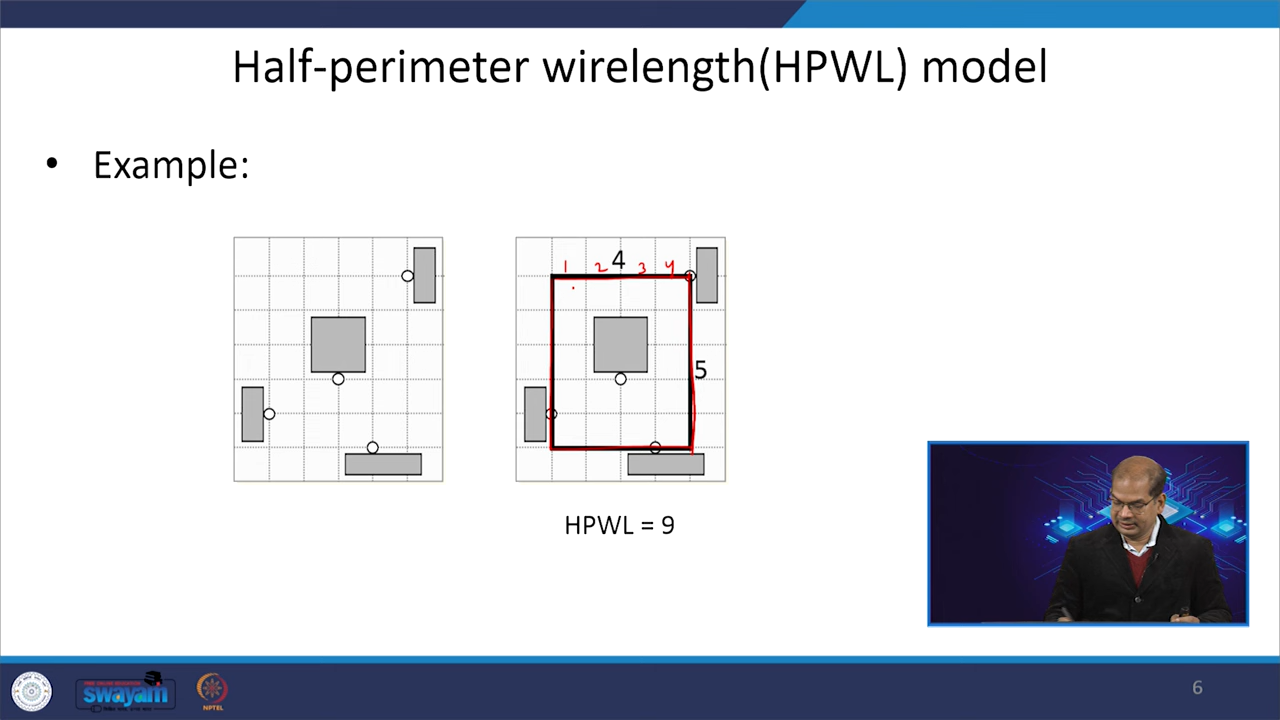 Half-perimeter wirelength(HPWL) model
• Example:
4
1 2 3 4
5
HPWL = 9
swayam
NPTEL
6